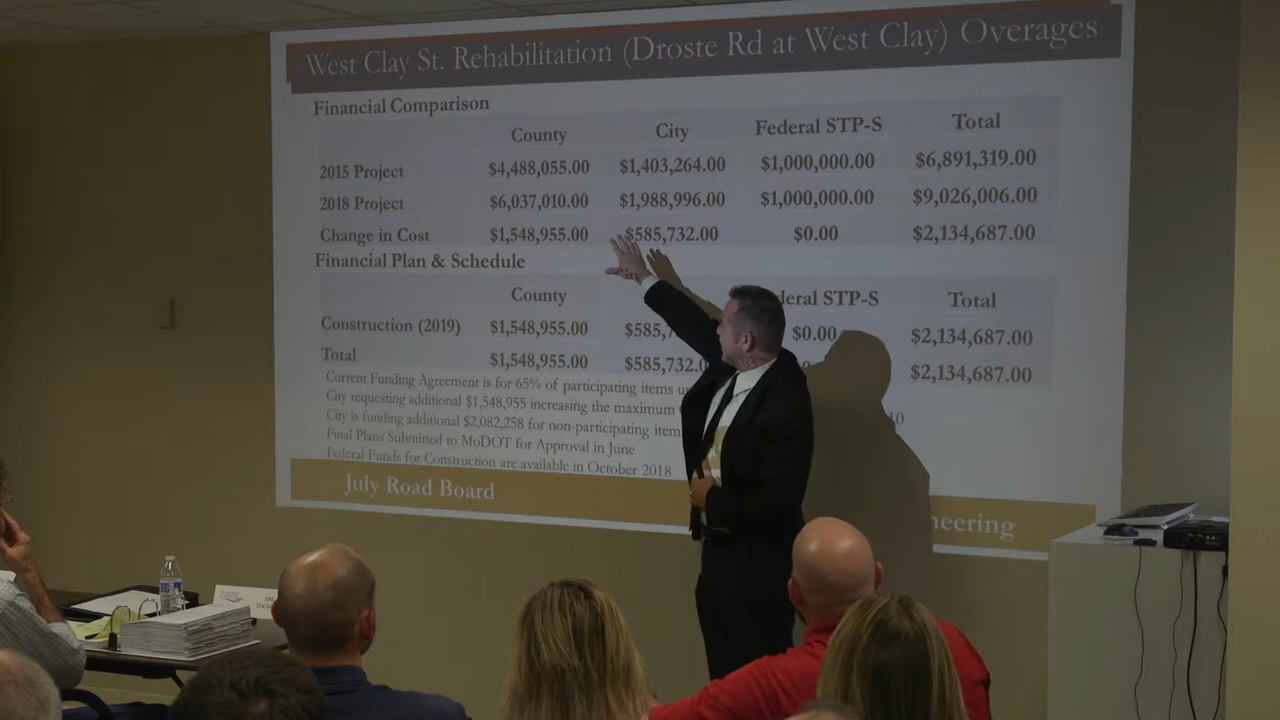 West Clay St. Rehabilitation (Droste Rd at West Clay) Overages
Financial Comparison
County City Federal STP-S Total
2015 Project $4,488,055.00 $1,403,264.00 $1,000,000.00 $6,891,319.00
2018 Project $6,037,010.00 $1,988,996.00 $1,000,000.00 $9,026,006.00
Change in Cost $1,548,955.00 $585,732.00 $0.00 $2,134,687.00
Financial Plan & Schedule
County deral STP-S Total
Construction (2019) $1,548,955.00 $585,7 $0.00 $2,134,687.00
Total $1,548,955.00 $585,732.0 $2,134,687.00
Current Funding Agreement is for 65% of participating items
City requesting additional $1,548,955 increasing the maximum
City is funding additional $2,082,258 for non-participating item
Final Plans Submitted to MoDOT for Approval in June
Federal Funds for Construction are available in October 2018
July Road Board neering